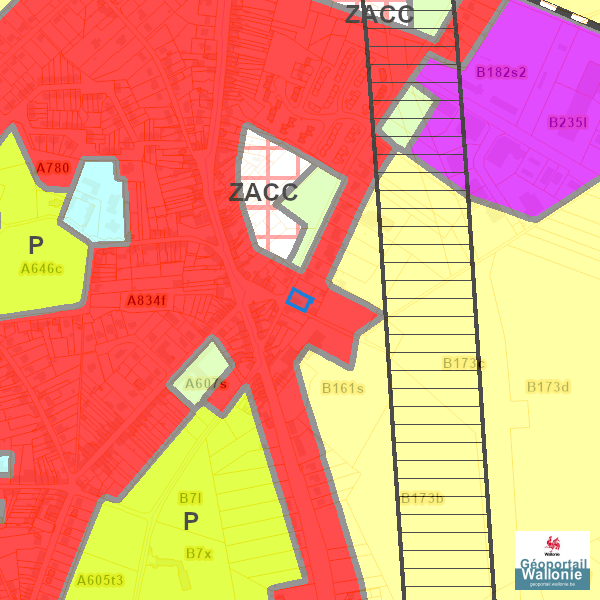 ZACC
B182s2
B235l
A780
ZACC
P
A646c
A834f
A607s
B161s
B173c
B173d
B7l
P
B7x
B173b
A605t3
Wallonie
Géoportail
Wallonie
geoportail.wallonie.be